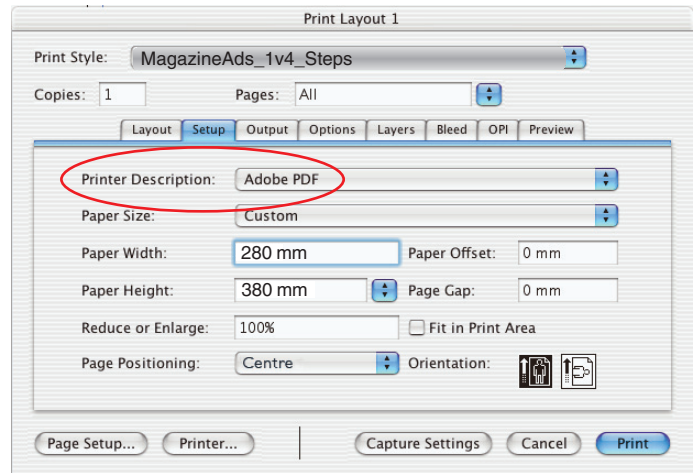 Print Layout 1
Print Style: MagazineAds_1v4_Steps
Copies: 1 Pages: All
Layout Setup Output Options Layers Bleed OPI Preview
Printer Description: Adobe PDF
Paper Size: Custom
Paper Width: 280 mm Paper Offset: 0 mm
Paper Height: 380 mm Page Gap: 0 mm
Reduce or Enlarge: 100% Fit in Print Area
Page Positioning: Centre Orientation:
Page Setup... Printer... Capture Settings Cancel Print